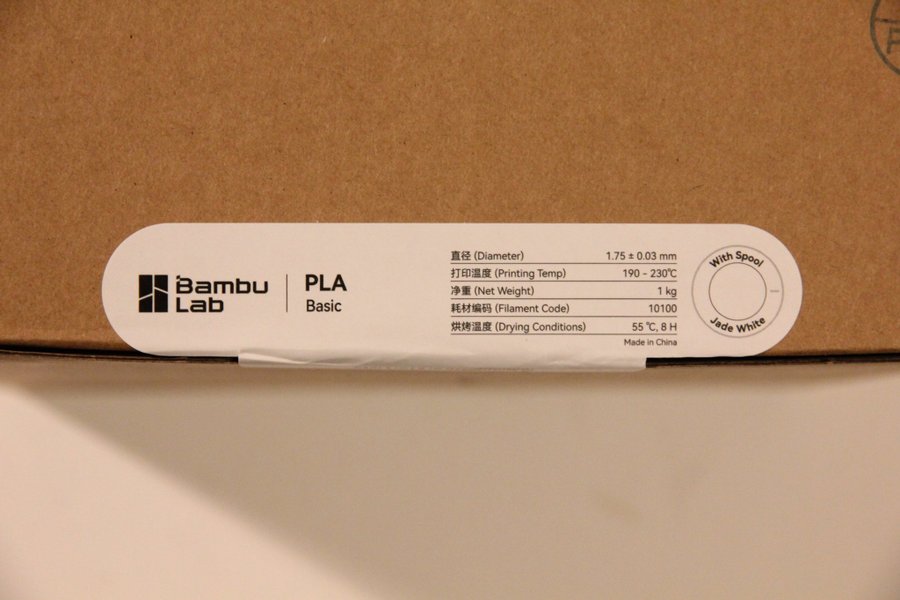 Bambu
Lab
PLA
Basic
直径 (Diameter) 1.75 ± 0.03 mm
打印温度 (Printing Temp) 190 - 230℃
净重 (Net Weight) 1 kg
耗材编码 (Filament Code) 10100
烘烤温度 (Drying Conditions) 55 ℃, 8 H
Made in China
With Spool
Jade White